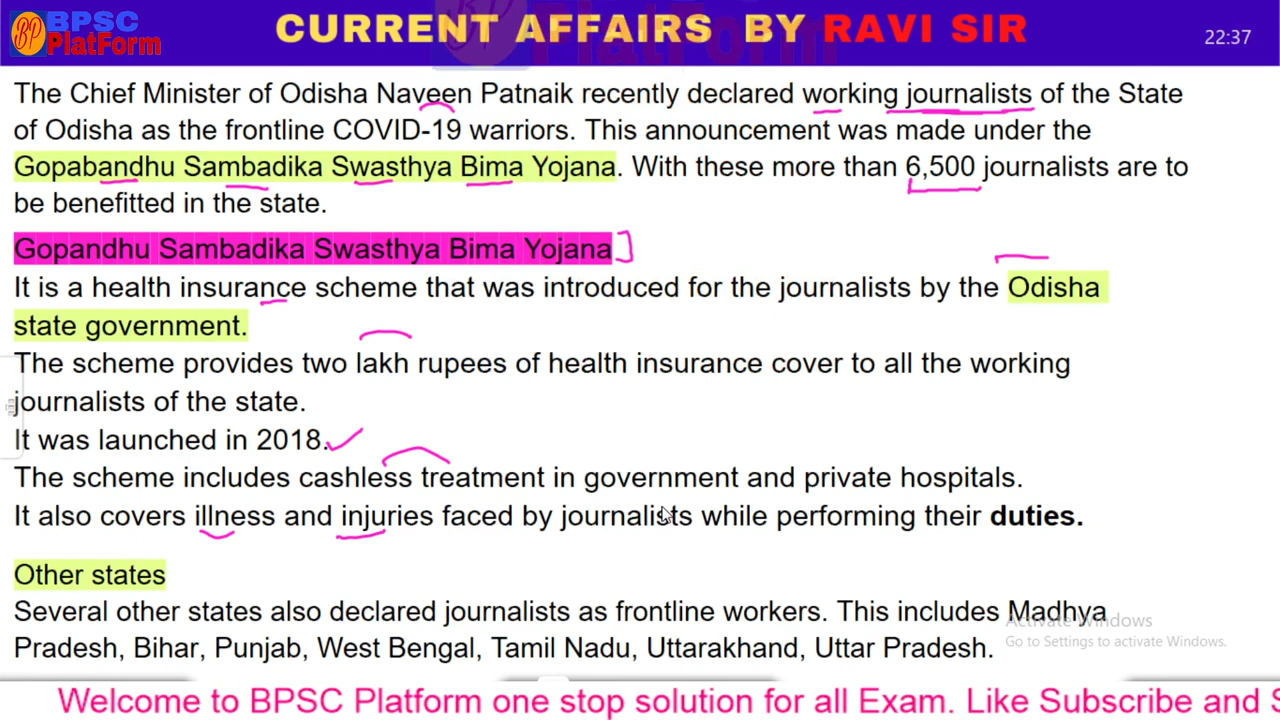 BPSC
PlatForm
CURRENT AFFAIRS BY RAVI SIR
22:37
The Chief Minister of Odisha Naveen Patnaik recently declared working journalists of the State
of Odisha as the frontline COVID-19 warriors. This announcement was made under the
Gopabandhu Sambadika Swasthya Bima Yojana. With these more than 6,500 journalists are to
be benefitted in the state.
Gopandhu Sambadika Swasthya Bima Yojana
It is a health insurance scheme that was introduced for the journalists by the Odisha
state government.
The scheme provides two lakh rupees of health insurance cover to all the working
journalists of the state.
It was launched in 2018.
The scheme includes cashless treatment in government and private hospitals.
It also covers illness and injuries faced by journalists while performing their duties.
Other states
Several other states also declared journalists as frontline workers. This includes Madhya
Pradesh, Bihar, Punjab, West Bengal, Tamil Nadu, Uttarakhand, Uttar Pradesh.
Activate Windows
Go to Settings to activate Windows.
Welcome to BPSC Platform one stop solution for all Exam. Like Subscribe and S